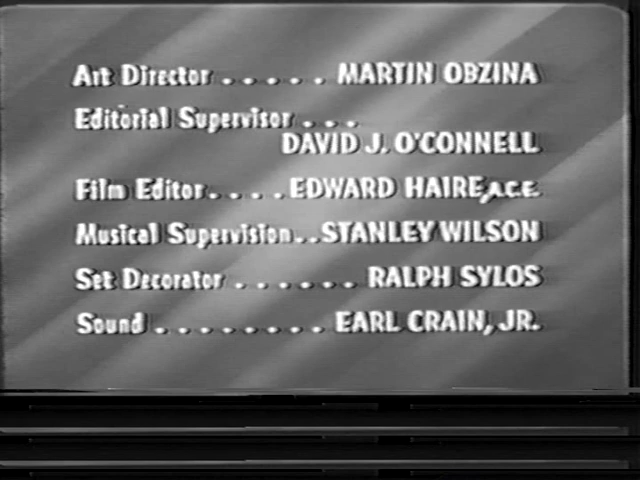 Art Director . . . . . MARTIN OBZINA
Editorial Supervisor . . .
DAVID J. O'CONNELL
Film Editor. . . . EDWARD HAIRE, A.C.E.
Musical Supervision..STANLEY WILSON
Set Decorator . . . . . . RALPH SYLOS
Sound . . . . . . . . EARL CRAIN, JR.